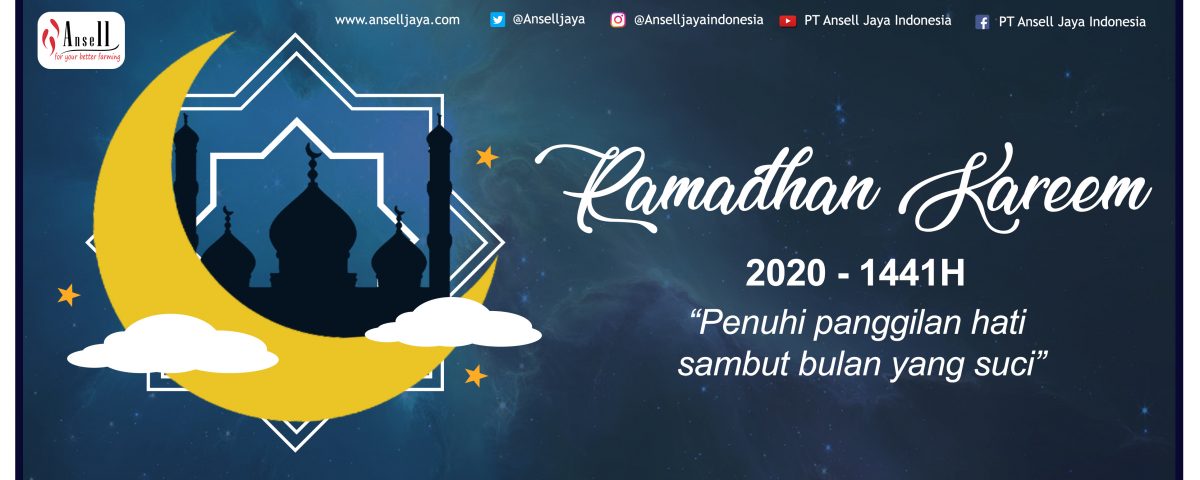 Ansell
for your better farming
www.anselljaya.com @Anselljaya @Anselljayaindonesia PT Ansell Jaya Indonesia PT Ansell Jaya Indonesia
Ramadhan Kareem
2020 - 1441H
“Penuhi panggilan hati
sambut bulan yang suci”